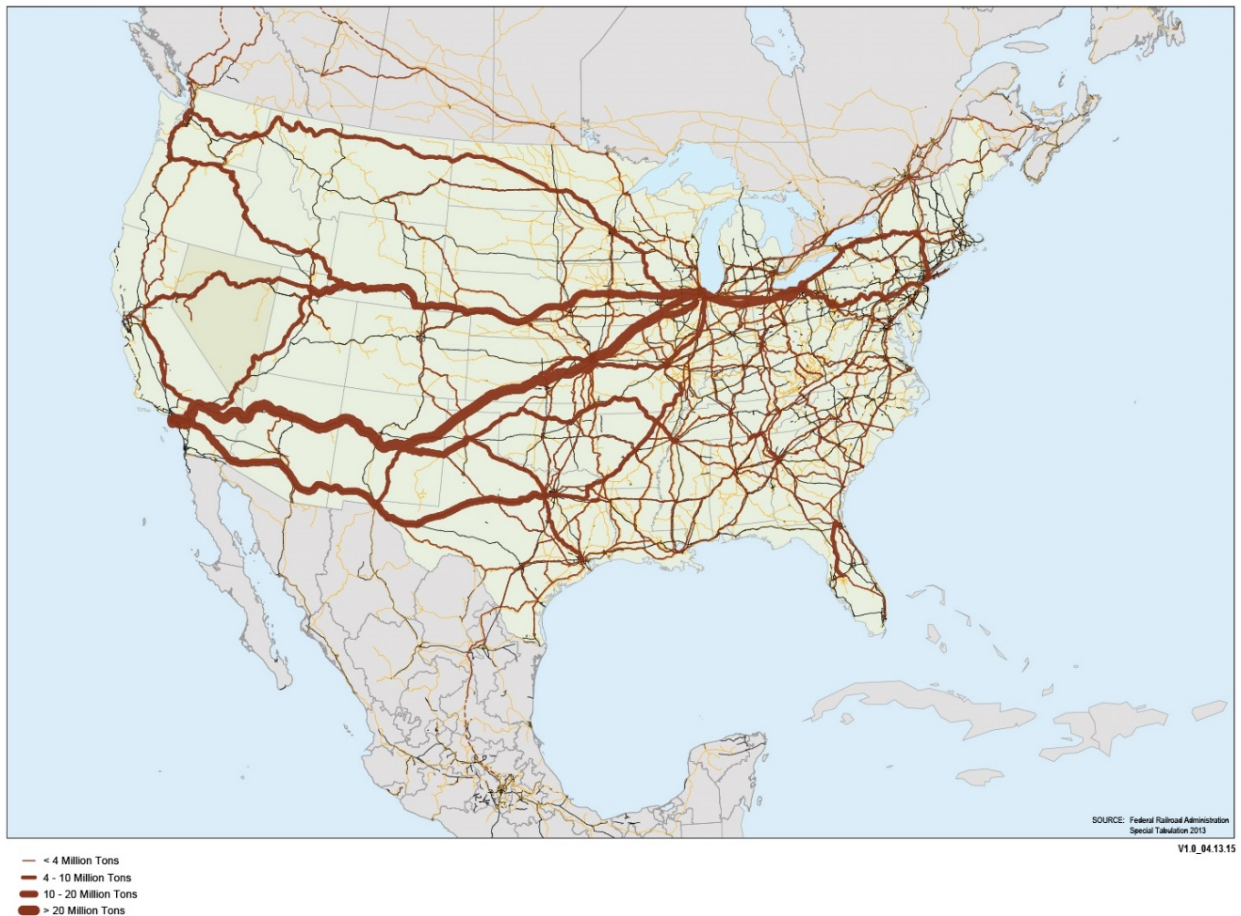 SOURCE: Federal Railroad Administration
Special Tabulation 2013
V1.0_04.13.15
< 4 Million Tons
4 - 10 Million Tons
10 - 20 Million Tons
> 20 Million Tons